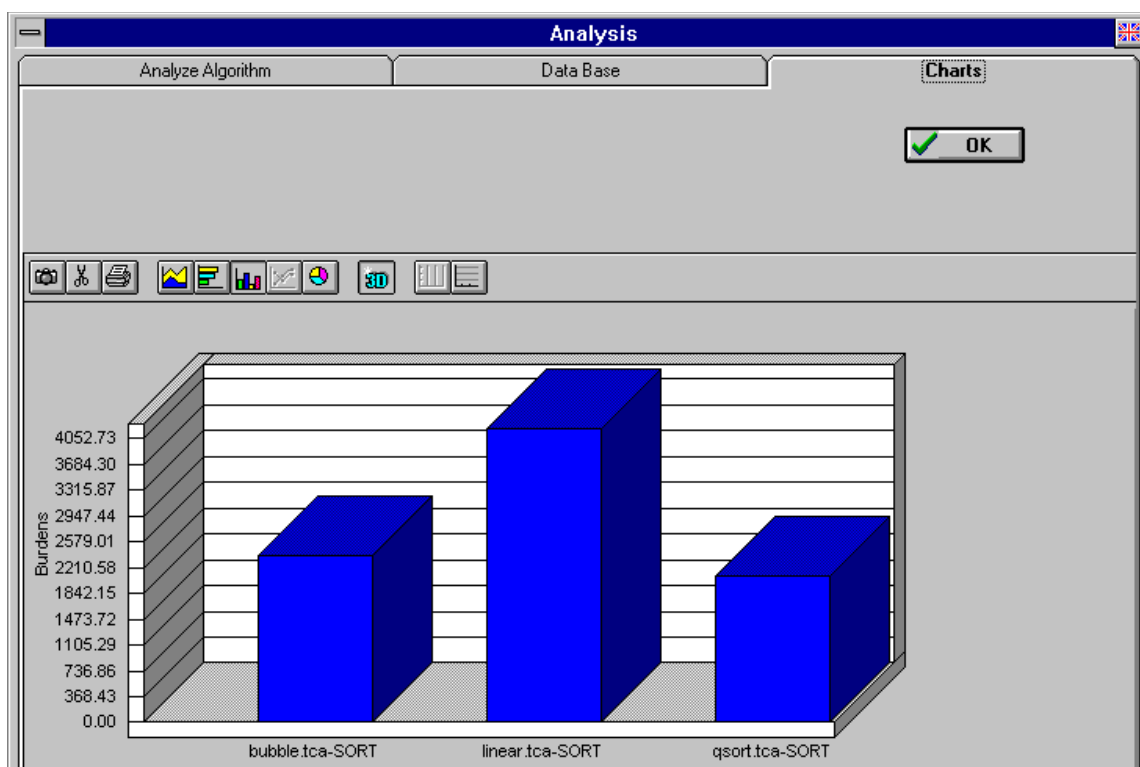 Analysis
Analyze Algorithm
Data Base
Charts
OK
3D
Burdens
4052.73
3684.30
3315.87
2947.44
2579.01
2210.58
1842.15
1473.72
1105.29
736.86
368.43
0.00
bubble.tca-SORT
linear.tca-SORT
qsort.tca-SORT